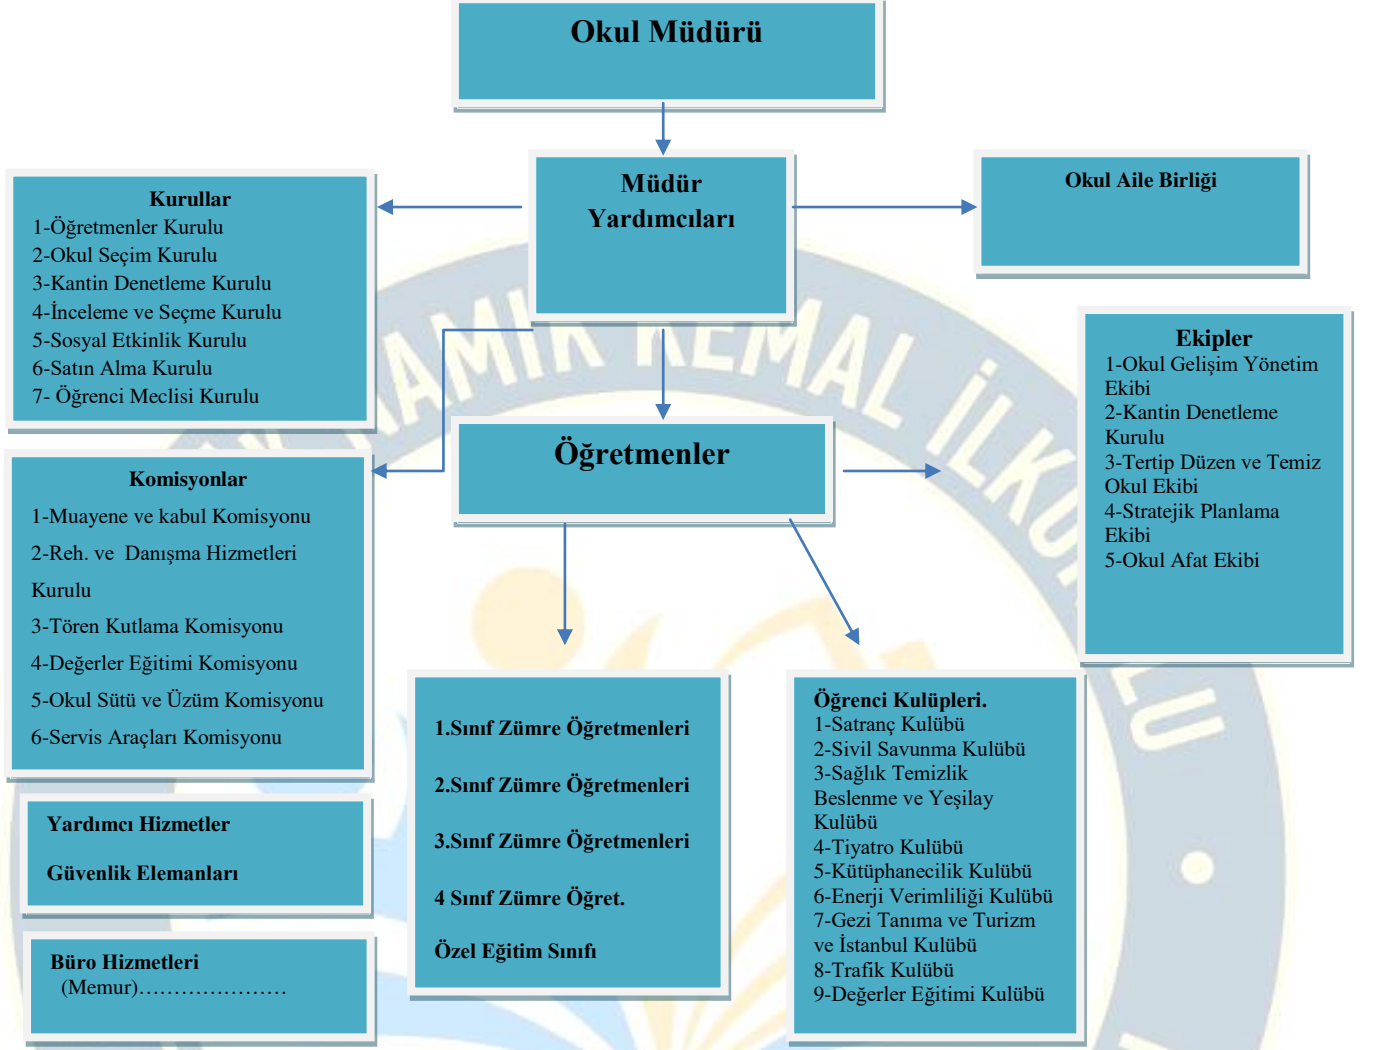 Okul Müdürü
Müdür
Yardımcıları
Okul Aile Birliği
Kurullar
1-Öğretmenler Kurulu
2-Okul Seçim Kurulu
3-Kantin Denetleme Kurulu
4-İnceleme ve Seçme Kurulu
5-Sosyal Etkinlik Kurulu
6-Satın Alma Kurulu
7- Öğrenci Meclisi Kurulu
Ekipler
1-Okul Gelişim Yönetim
Ekibi
2-Kantin Denetleme
Kurulu
3-Tertip Düzen ve Temiz
Okul Ekibi
4-Stratejik Planlama
Ekibi
5-Okul Afat Ekibi
Öğretmenler
Komisyonlar
1-Muayene ve kabul Komisyonu
2-Reh. ve  Danışma Hizmetleri
Kurulu
3-Tören Kutlama Komisyonu
4-Değerler Eğitimi Komisyonu
5-Okul Sütü ve Üzüm Komisyonu
6-Servis Araçları Komisyonu
1.Sınıf Zümre Öğretmenleri
2.Sınıf Zümre Öğretmenleri
3.Sınıf Zümre Öğretmenleri
4 Sınıf Zümre Öğret.
Özel Eğitim Sınıfı
Öğrenci Kulüpleri.
1-Satranç Kulübü
2-Sivil Savunma Kulübü
3-Sağlık Temizlik
Beslenme ve Yeşilay
Kulübü
4-Tiyatro Kulübü
5-Kütüphanecilik Kulübü
6-Enerji Verimliliği Kulübü
7-Gezi Tanıma ve Turizm
ve İstanbul Kulübü
8-Trafik Kulübü
9-Değerler Eğitimi Kulübü
Yardımcı Hizmetler
Güvenlik Elemanları
Büro Hizmetleri
(Memur)…………………
NAMIK KEMAL İLKOKULU